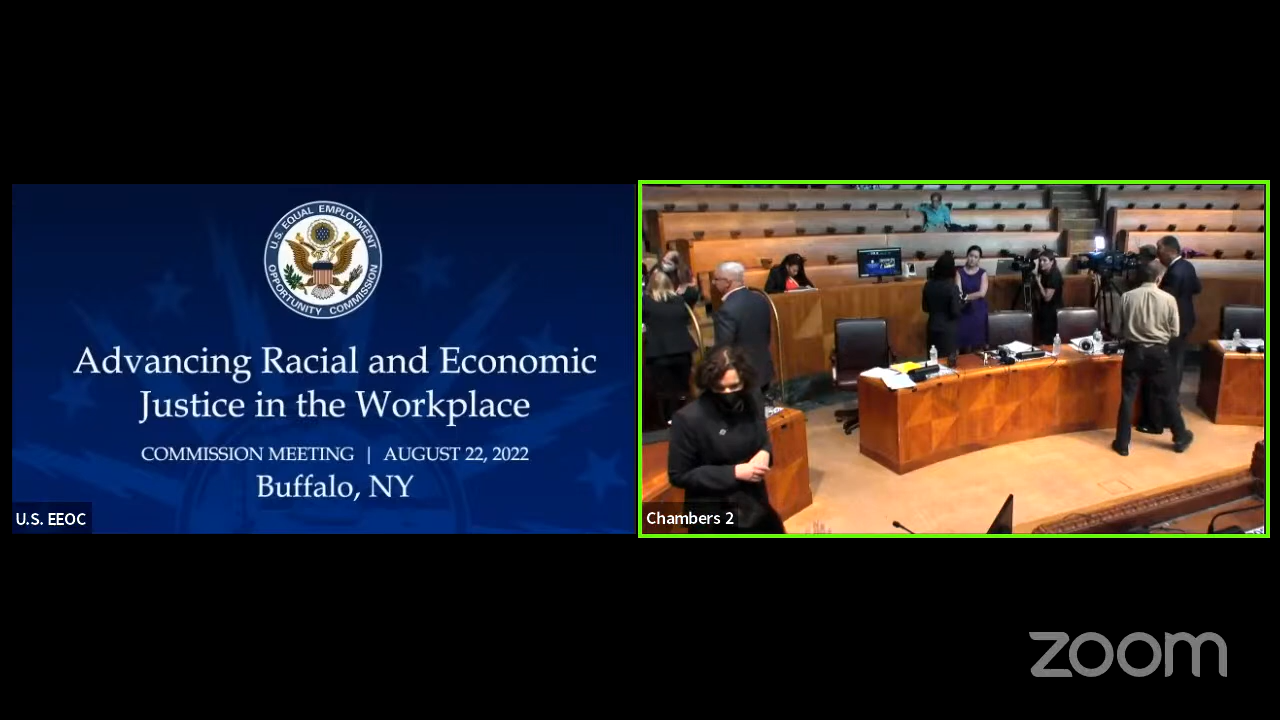 U.S. EQUAL EMPLOYMENT
OPPORTUNITY COMMISSION
Advancing Racial and Economic
Justice in the Workplace
COMMISSION MEETING | AUGUST 22, 2022
Buffalo, NY
U.S. EEOC
Chambers 2
zoom